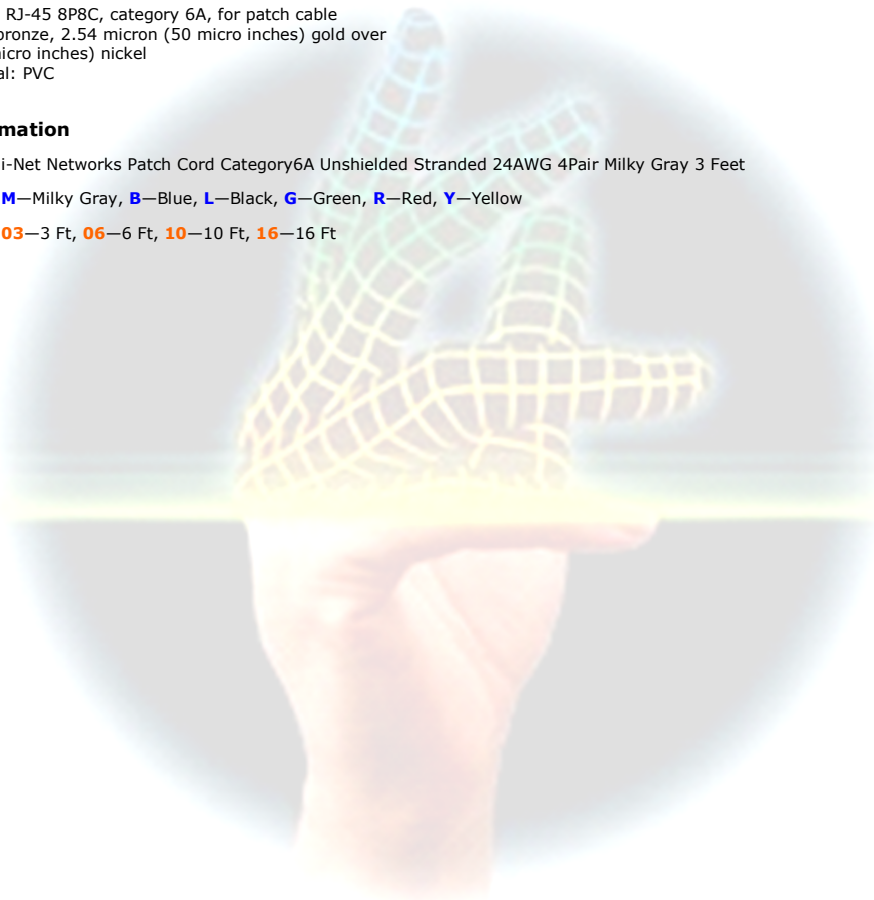 RJ-45 8P8C, category 6A, for patch cable
bronze, 2.54 micron (50 micro inches) gold over
micro inches) nickel
al: PVC
mation
i-Net Networks Patch Cord Category6A Unshielded Stranded 24AWG 4Pair Milky Gray 3 Feet
M—Milky Gray, B—Blue, L—Black, G—Green, R—Red, Y—Yellow
03—3 Ft, 06—6 Ft, 10—10 Ft, 16—16 Ft